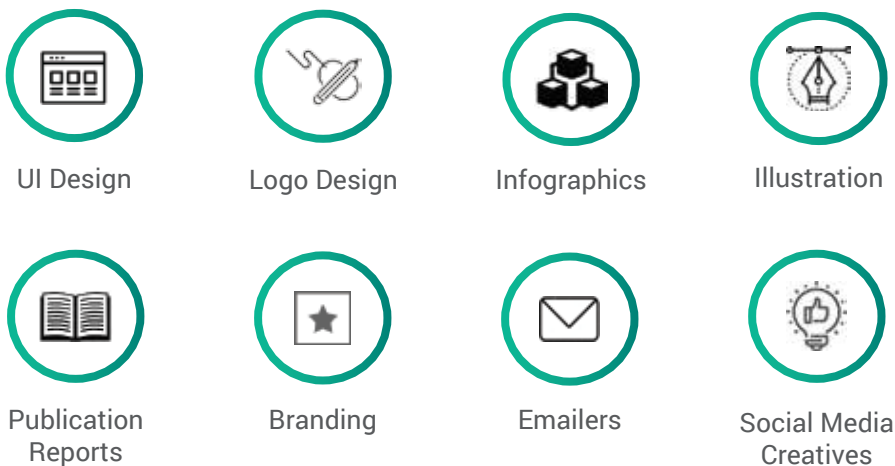 UI Design
Logo Design
Infographics
Illustration
Publication
Reports
Branding
Emailers
Social Media
Creatives